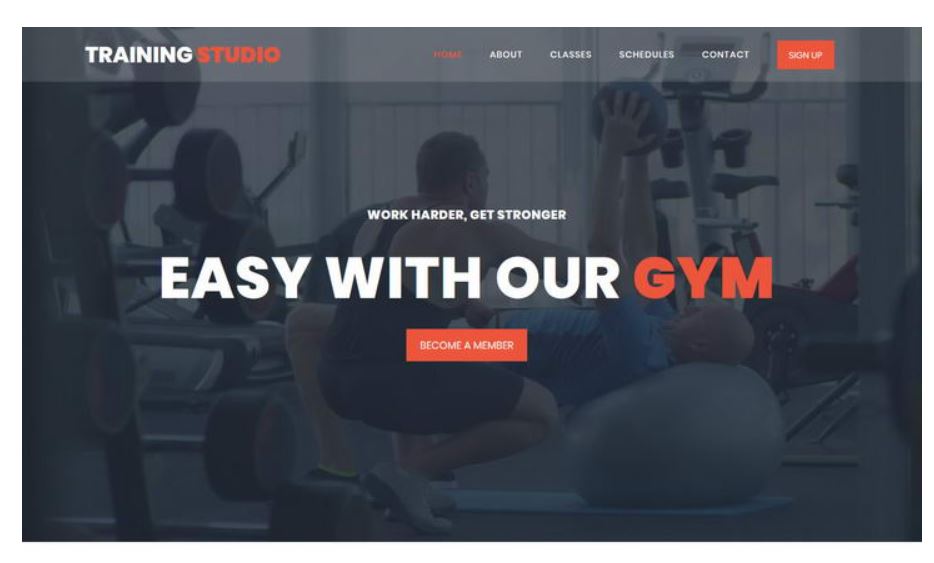 TRAINING STUDIO
HOME ABOUT CLASSES SCHEDULES CONTACT SIGN UP
WORK HARDER, GET STRONGER
EASY WITH OUR GYM
BECOME A MEMBER